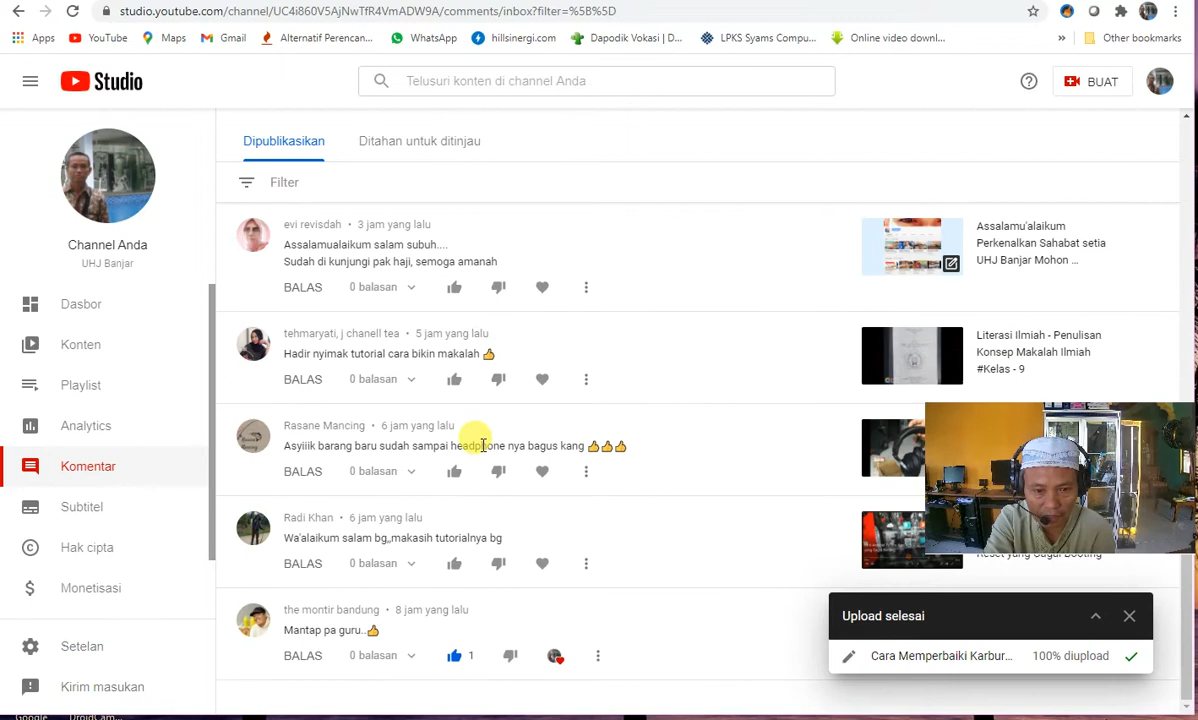 studio.youtube.com/channel/UC4i860V5AjNwTfR4VmADW9A/comments/inbox?filter=%5B%5D
Apps YouTube Maps Gmail Alternatif Perencan... WhatsApp hillsinergi.com Dapodik Vokasi | D... LPKS Syams Compu... Online video downl... » Other bookmarks
Studio Telusuri konten di channel Anda BUAT
Channel Anda
UHJ Banjar
Dasbor
Konten
Playlist
Analytics
Komentar
Subtitel
Hak cipta
Monetisasi
Setelan
Kirim masukan
Dipublikasikan Ditahan untuk ditinjau
Filter
evi revisdah • 3 jam yang lalu
Assalamualaikum salam subuh....
Sudah di kunjungi pak haji, semoga amanah
BALAS 0 balasan
Assalamu'alaikum
Perkenalkan Sahabat setia
UHJ Banjar Mohon ...
tehmaryati, j chanell tea • 5 jam yang lalu
Hadir nyimak tutorial cara bikin makalah 👍
BALAS 0 balasan
Literasi Ilmiah - Penulisan
Konsep Makalah Ilmiah
#Kelas - 9
Rasane Mancing • 6 jam yang lalu
Asyiiik barang baru sudah sampai headphone nya bagus kang 👍👍👍
BALAS 0 balasan
Radi Khan • 6 jam yang lalu
Wa'alaikum salam bg,,makasih tutorialnya bg
BALAS 0 balasan
Reset yang Gagal Booting
the montir bandung • 8 jam yang lalu
Mantap pa guru..👍
BALAS 0 balasan 1
Upload selesai
Cara Memperbaiki Karbur... 100% diupload
Google DroidCam...